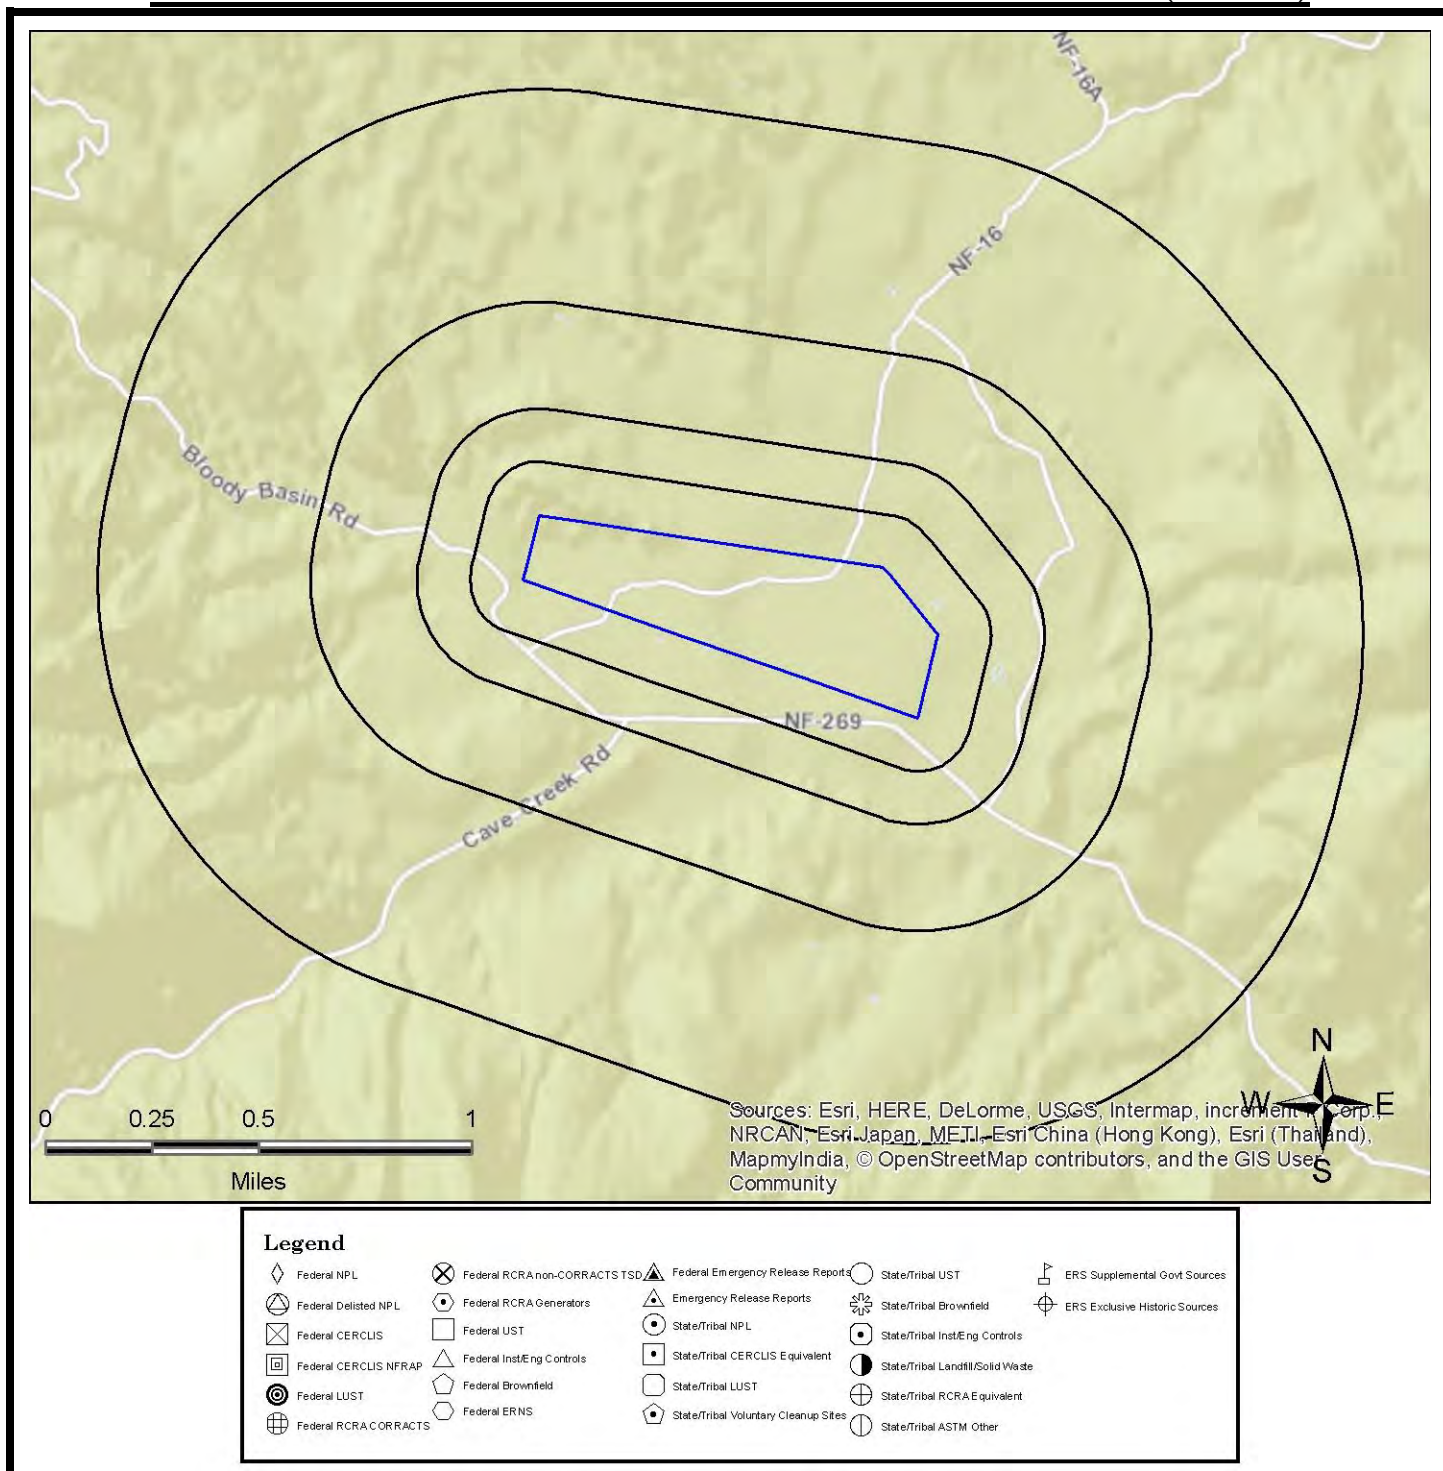 NF-16A
NF-16
Bloody Basin Rd
NF-269
Cave Creek Rd
0 0.25 0.5 1
Miles
N
W E
S
Sources: Esri, HERE, DeLorme, USGS, Intermap, increment P Corp.,
NRCAN, Esri Japan, METI, Esri China (Hong Kong), Esri (Thailand),
MapmyIndia, © OpenStreetMap contributors, and the GIS User
Community
Legend
Federal NPL
Federal Delisted NPL
Federal CERCLIS
Federal CERCLIS NFRAP
Federal LUST
Federal RCRA CORRACTS
Federal RCRA non-CORRACTS TSD
Federal RCRA Generators
Federal UST
Federal Inst/Eng Controls
Federal Brownfield
Federal ERNS
Federal Emergency Release Reports
Emergency Release Reports
State/Tribal NPL
State/Tribal CERCLIS Equivalent
State/Tribal LUST
State/Tribal Voluntary Cleanup Sites
State/Tribal UST
State/Tribal Brownfield
State/Tribal Inst/Eng Controls
State/Tribal Landfill/Solid Waste
State/Tribal RCRA Equivalent
State/Tribal ASTM Other
ERS Supplemental Govt Sources
ERS Exclusive Historic Sources